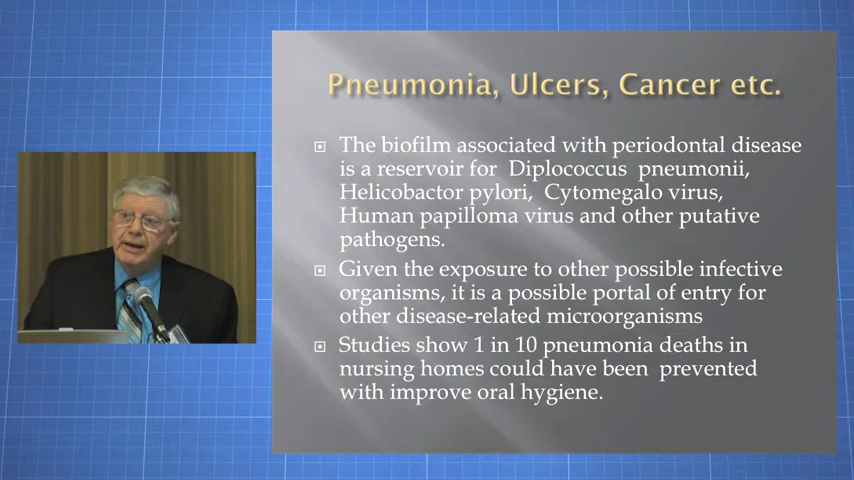 Pneumonia, Ulcers, Cancer etc.
The biofilm associated with periodontal disease
is a reservoir for Diplococcus pneumonii,
Helicobactor pylori, Cytomegalo virus,
Human papilloma virus and other putative
pathogens.
Given the exposure to other possible infective
organisms, it is a possible portal of entry for
other disease-related microorganisms
Studies show 1 in 10 pneumonia deaths in
nursing homes could have been prevented
with improve oral hygiene.